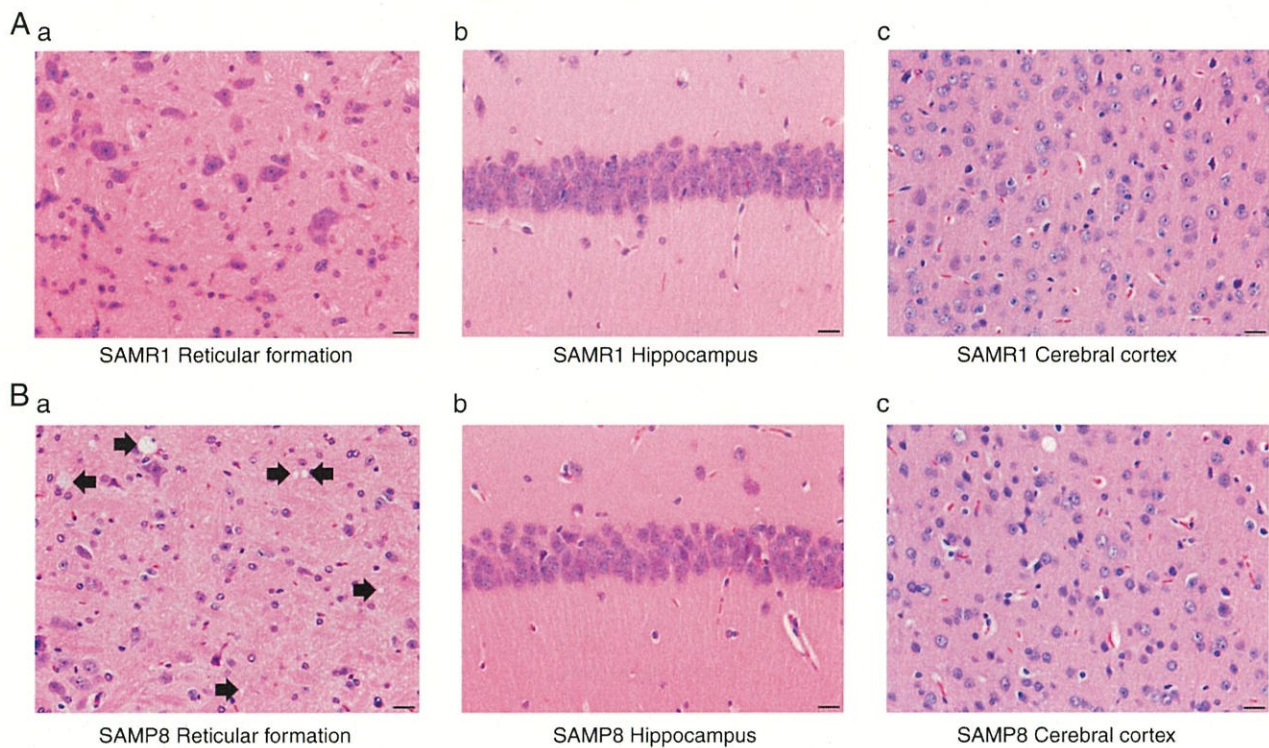 A
a
b
c
SAMR1 Reticular formation
SAMR1 Hippocampus
SAMR1 Cerebral cortex
B
a
b
c
SAMP8 Reticular formation
SAMP8 Hippocampus
SAMP8 Cerebral cortex